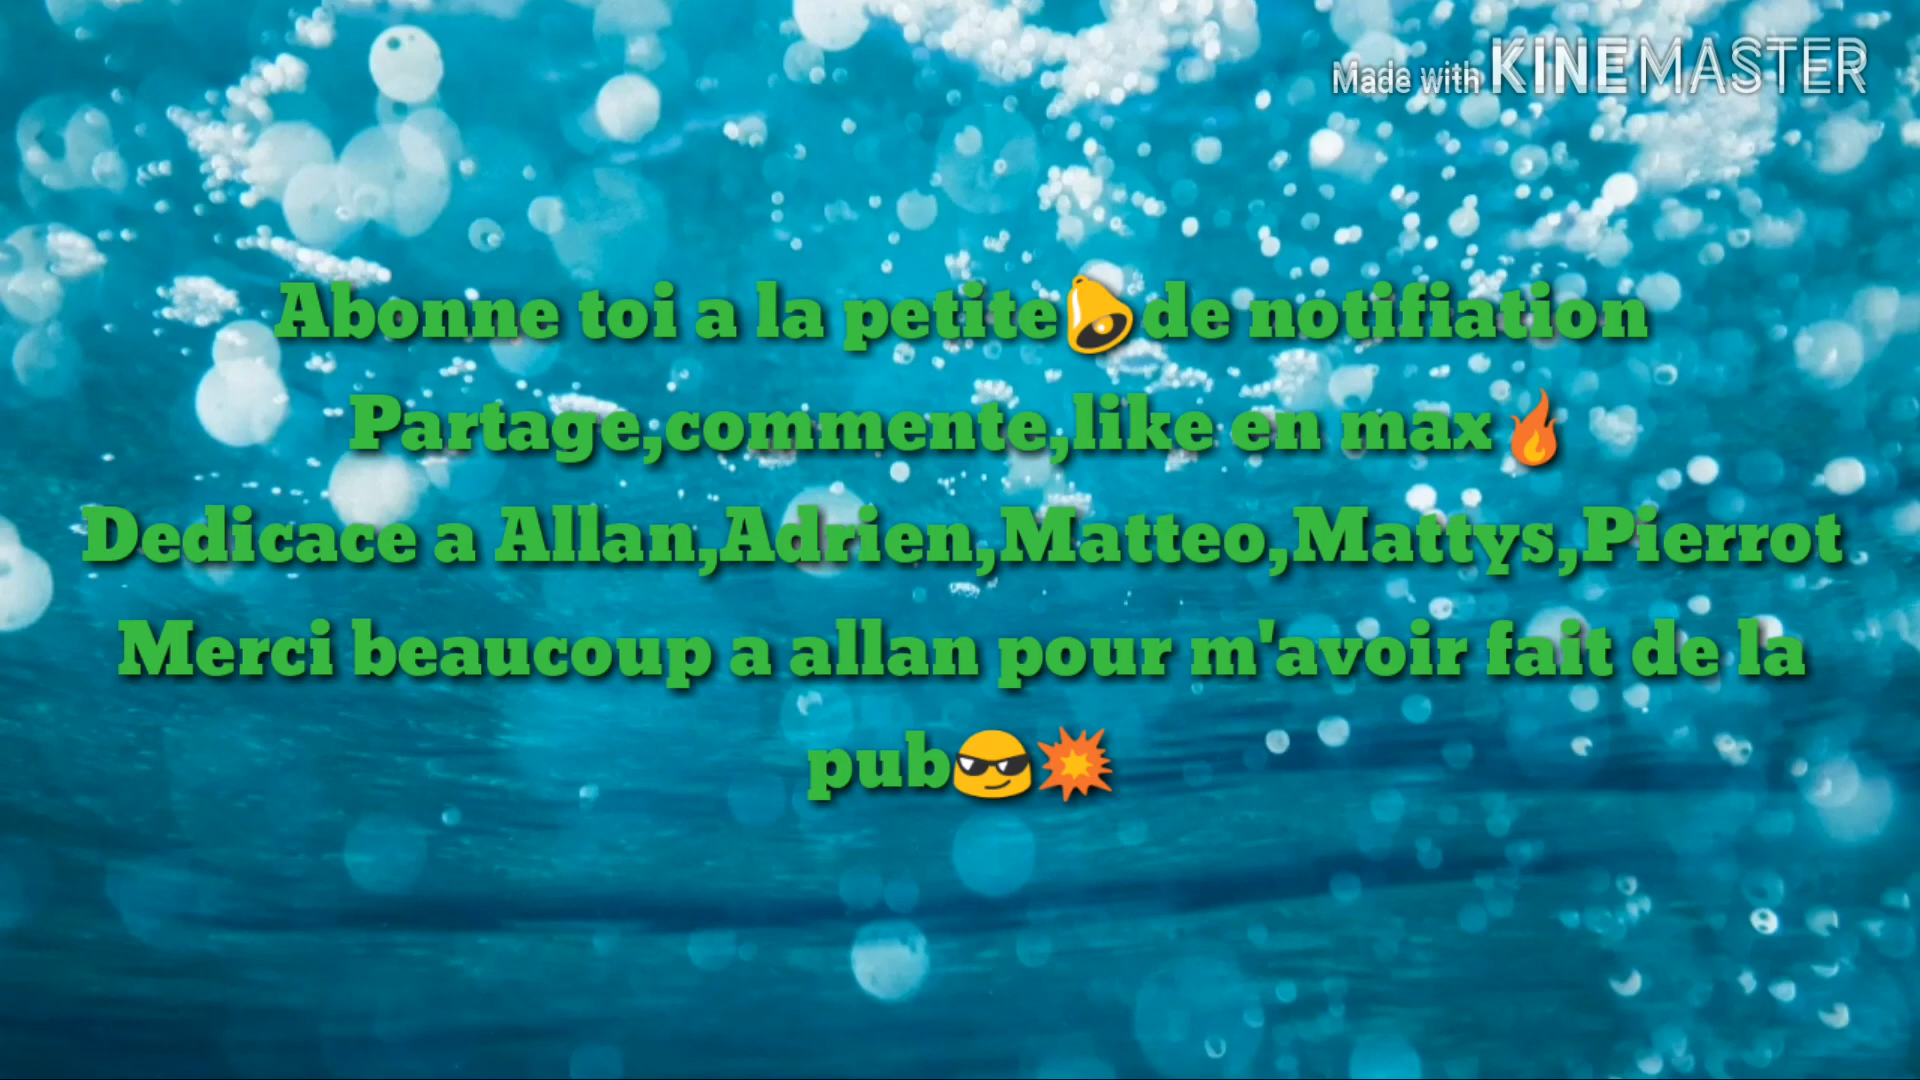 Made with KINEMASTER
Abonne toi a la petite🔔de notifiation
Partage,commente,like en max🔥
Dedicace a Allan,Adrien,Matteo,Mattys,Pierrot
Merci beaucoup a allan pour m'avoir fait de la
pub😎💥